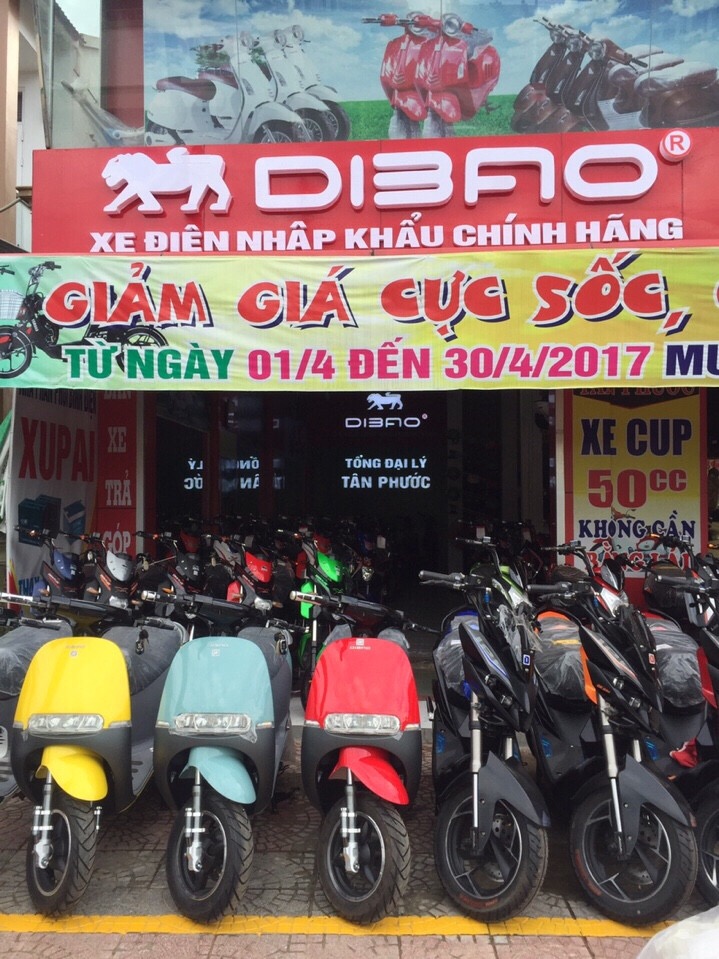 DIBAO®
XE ĐIỆN NHẬP KHẨU CHÍNH HÃNG
GIẢM GIÁ CỰC SỐC,
TỪ NGÀY 01/4 ĐẾN 30/4/2017
XUPAI
BÁN
XE
TRẢ
GÓP
DIBAO®
TỔNG ĐẠI LÝ
TÂN PHƯỚC
XE CUP
50CC
KHÔNG CẦN